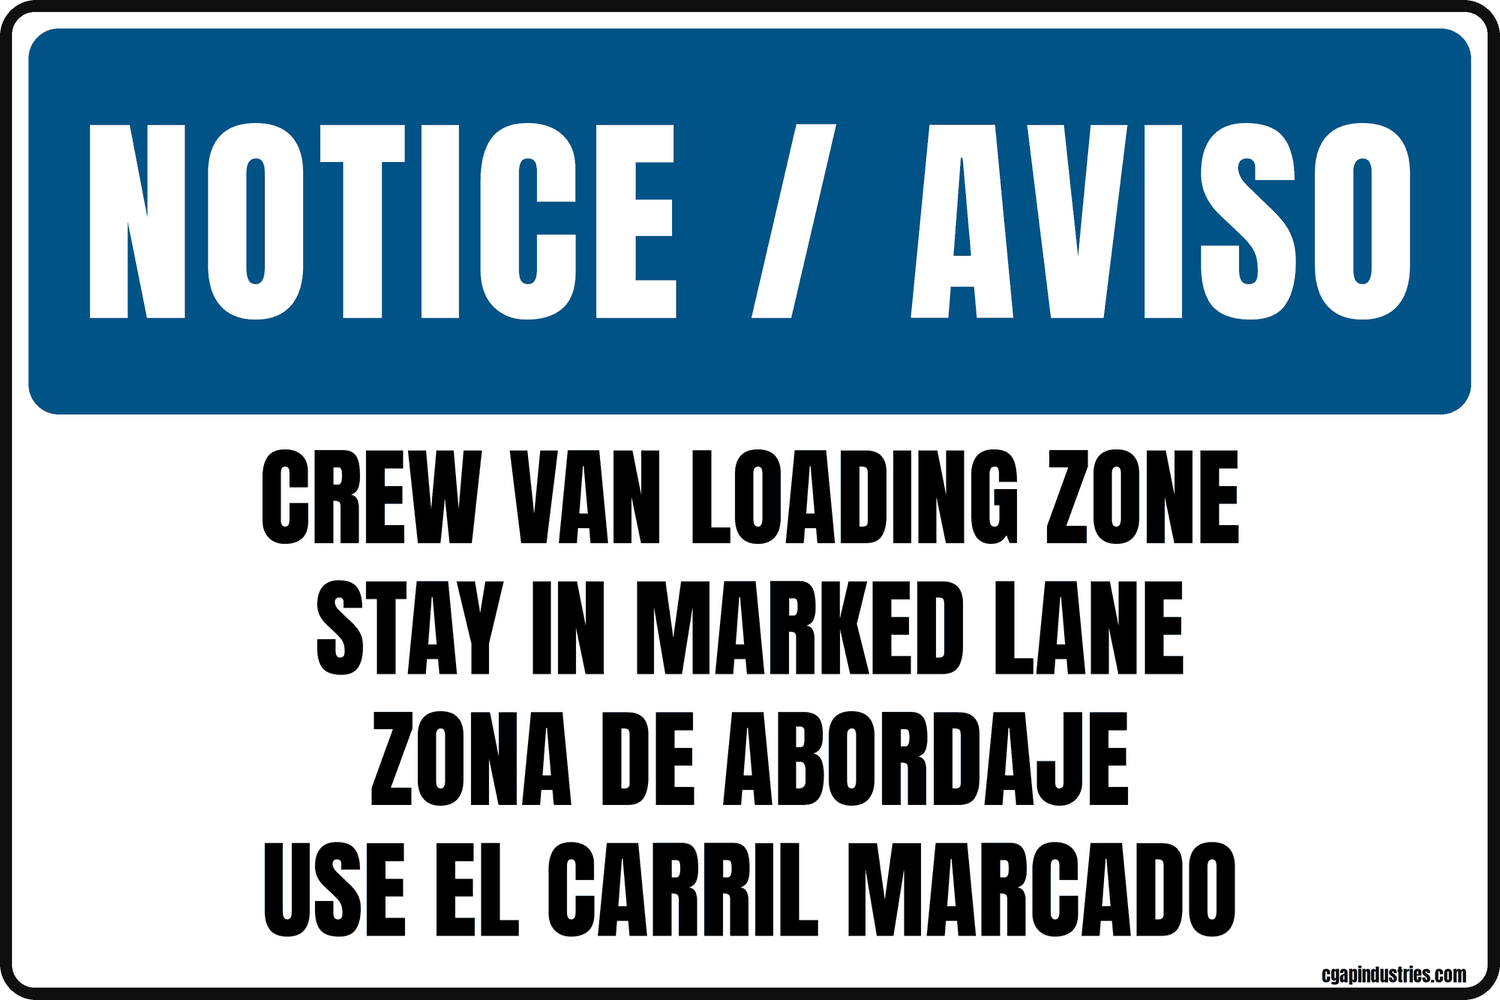 NOTICE / AVISO
CREW VAN LOADING ZONE
STAY IN MARKED LANE
ZONA DE ABORDAJE
USE EL CARRIL MARCADO
cgapindustries.com